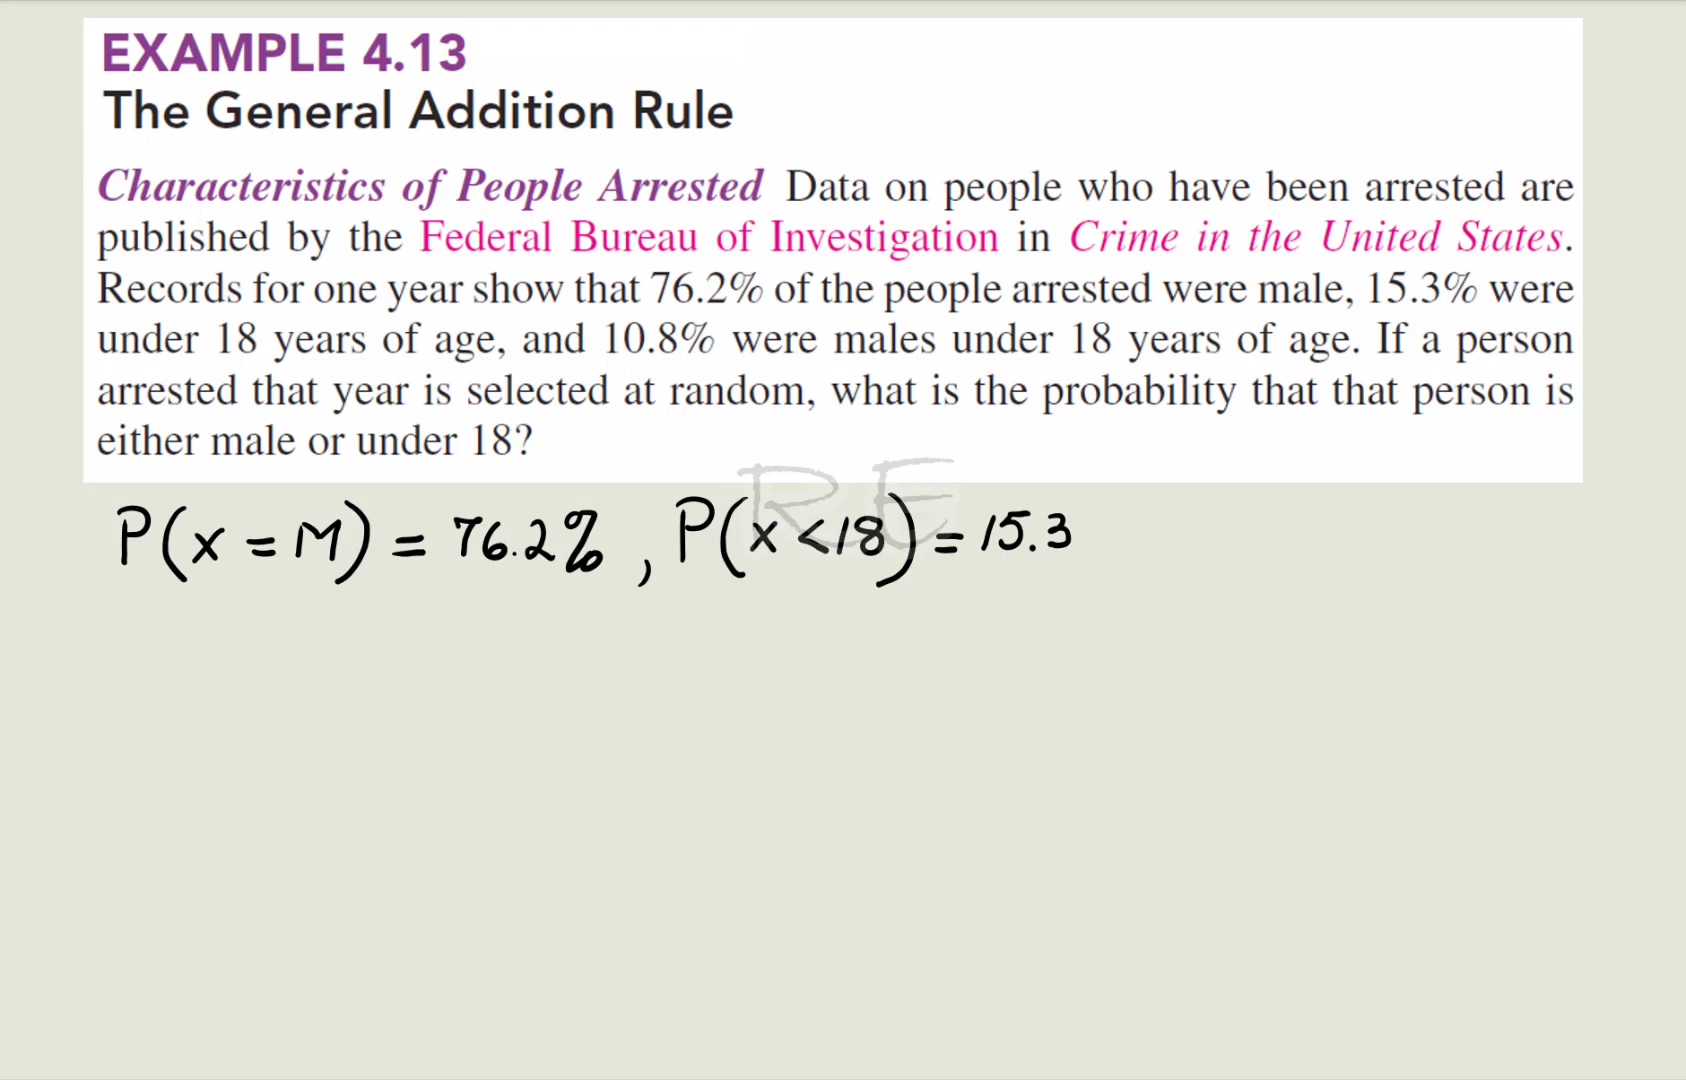 EXAMPLE 4.13
The General Addition Rule
Characteristics of People Arrested Data on people who have been arrested are
published by the Federal Bureau of Investigation in Crime in the United States.
Records for one year show that 76.2% of the people arrested were male, 15.3% were
under 18 years of age, and 10.8% were males under 18 years of age. If a person
arrested that year is selected at random, what is the probability that that person is
either male or under 18?
RE
P(x = M) = 76.2% , P(x < 18) = 15.3